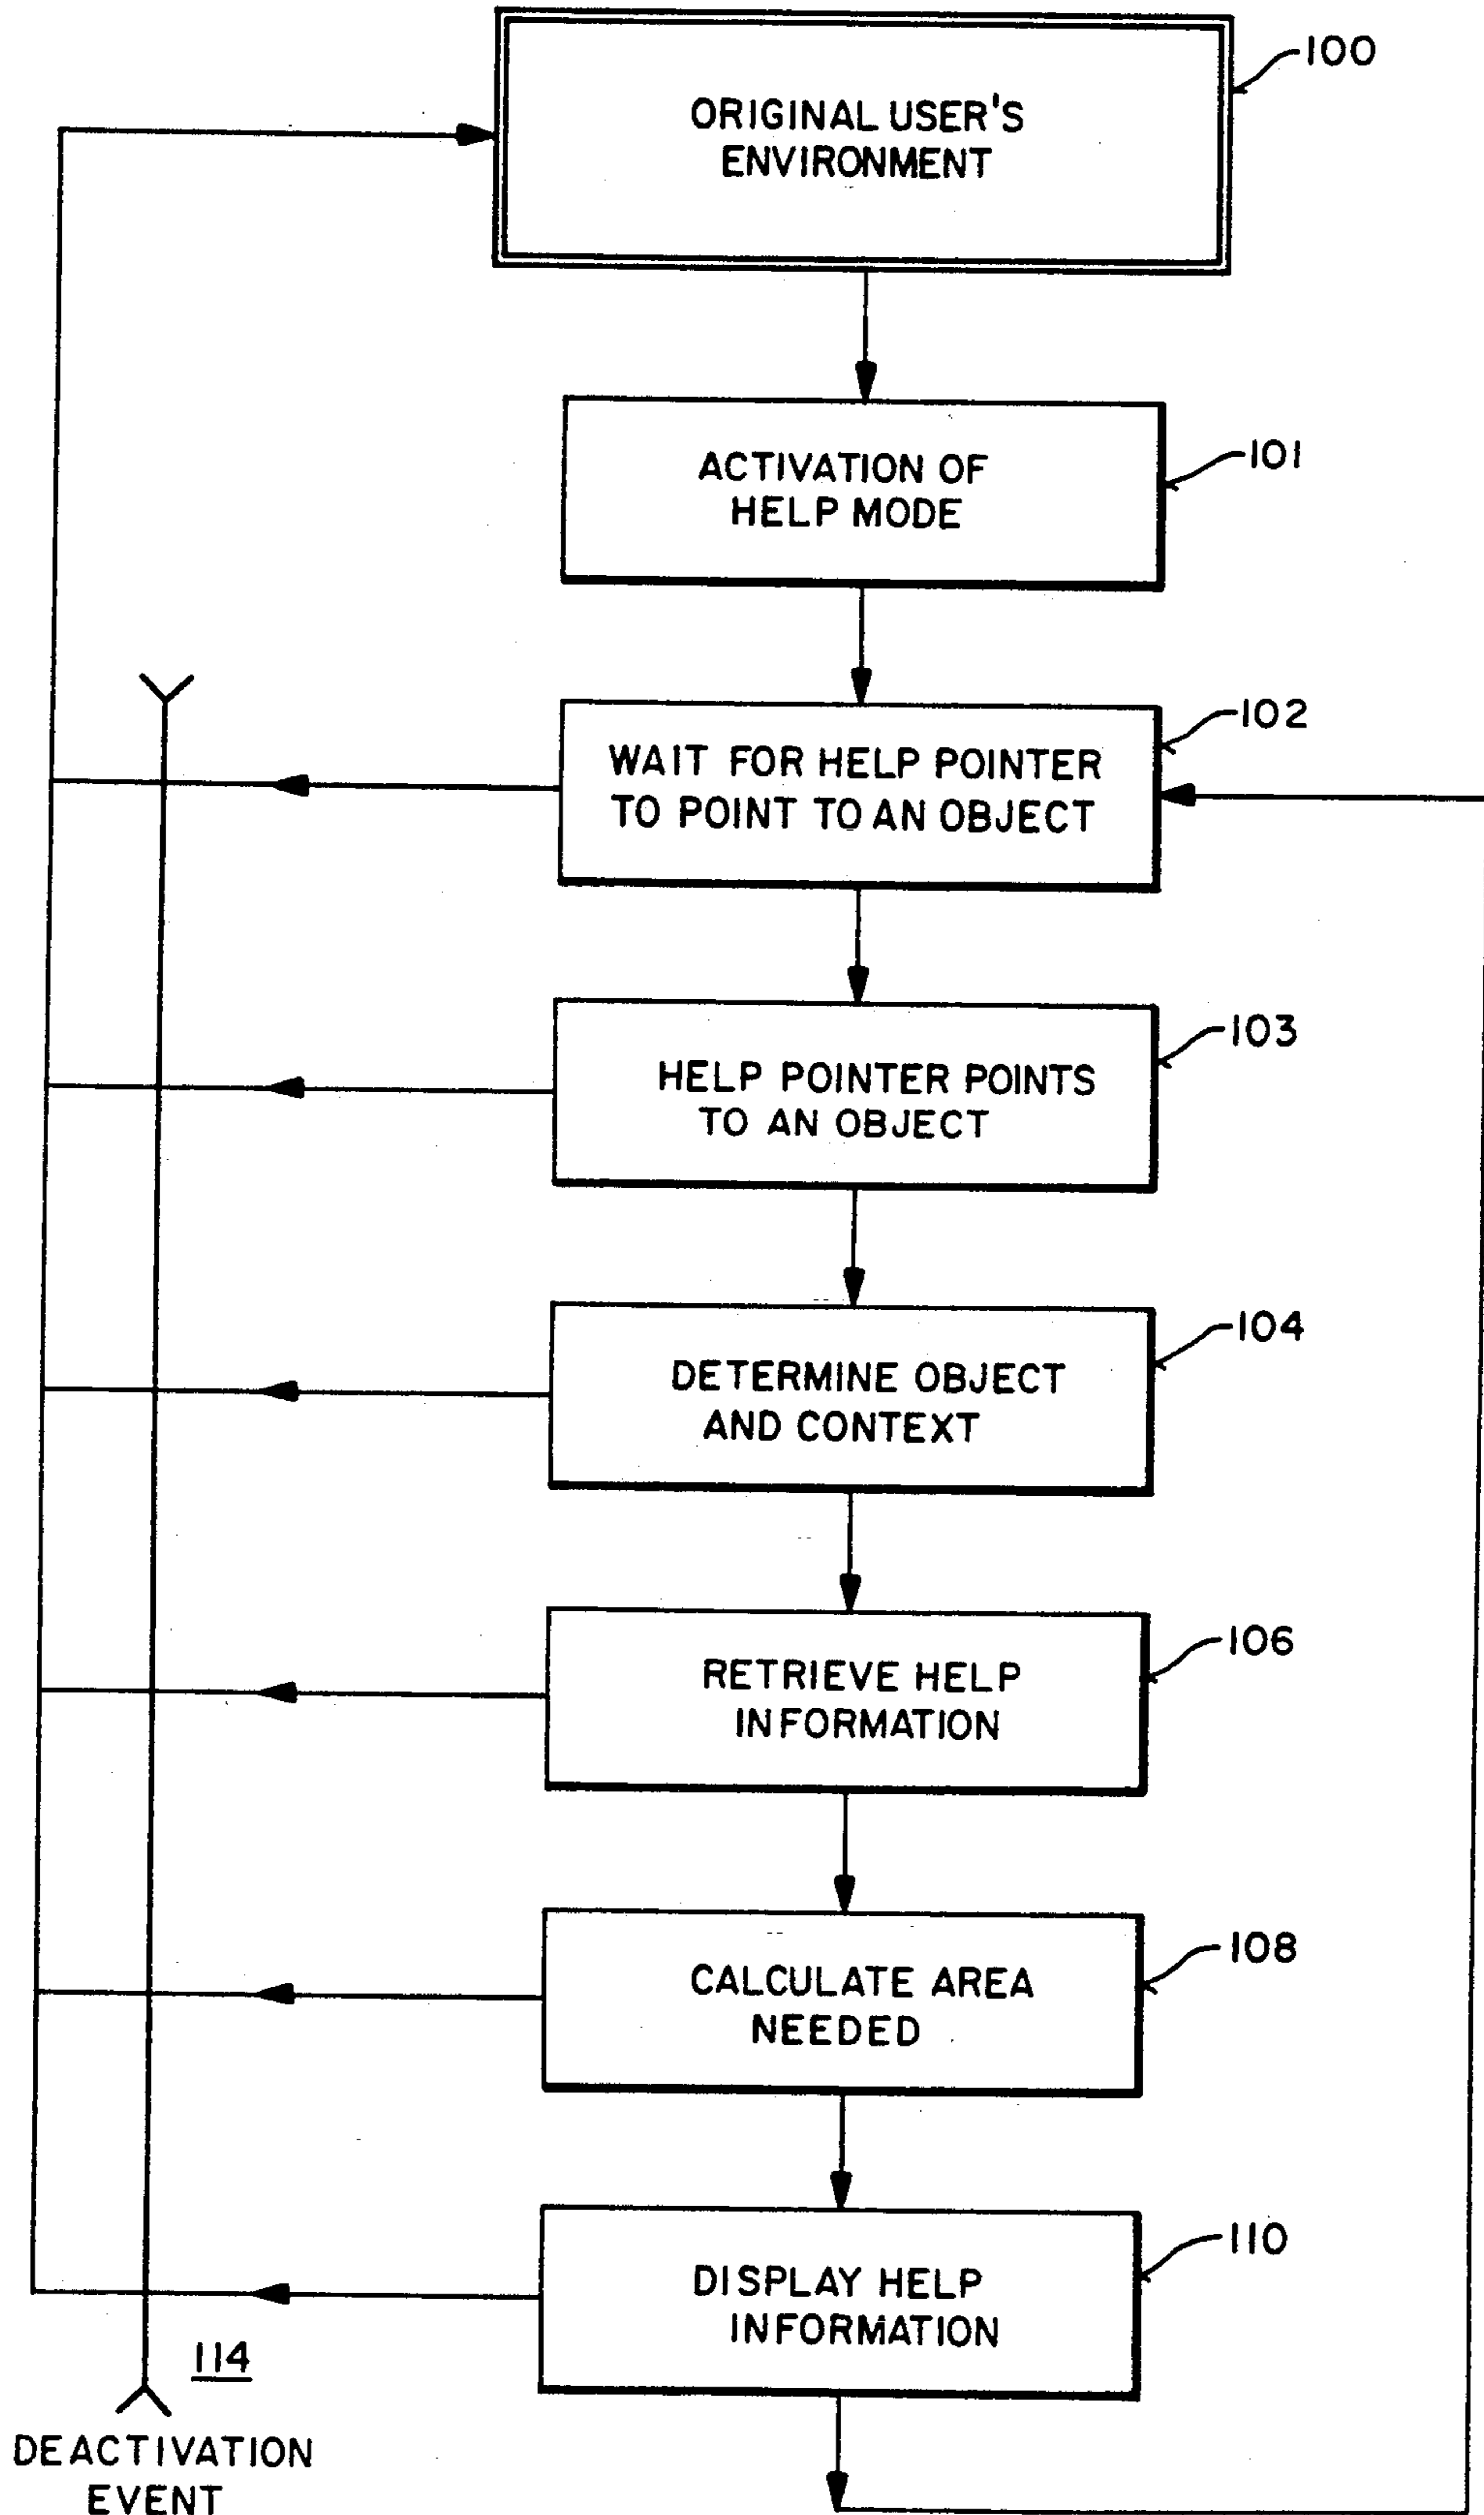 100
ORIGINAL USER'S
ENVIRONMENT
101
ACTIVATION OF
HELP MODE
102
WAIT FOR HELP POINTER
TO POINT TO AN OBJECT
103
HELP POINTER POINTS
TO AN OBJECT
104
DETERMINE OBJECT
AND CONTEXT
106
RETRIEVE HELP
INFORMATION
108
CALCULATE AREA
NEEDED
110
DISPLAY HELP
INFORMATION
114
DEACTIVATION
EVENT